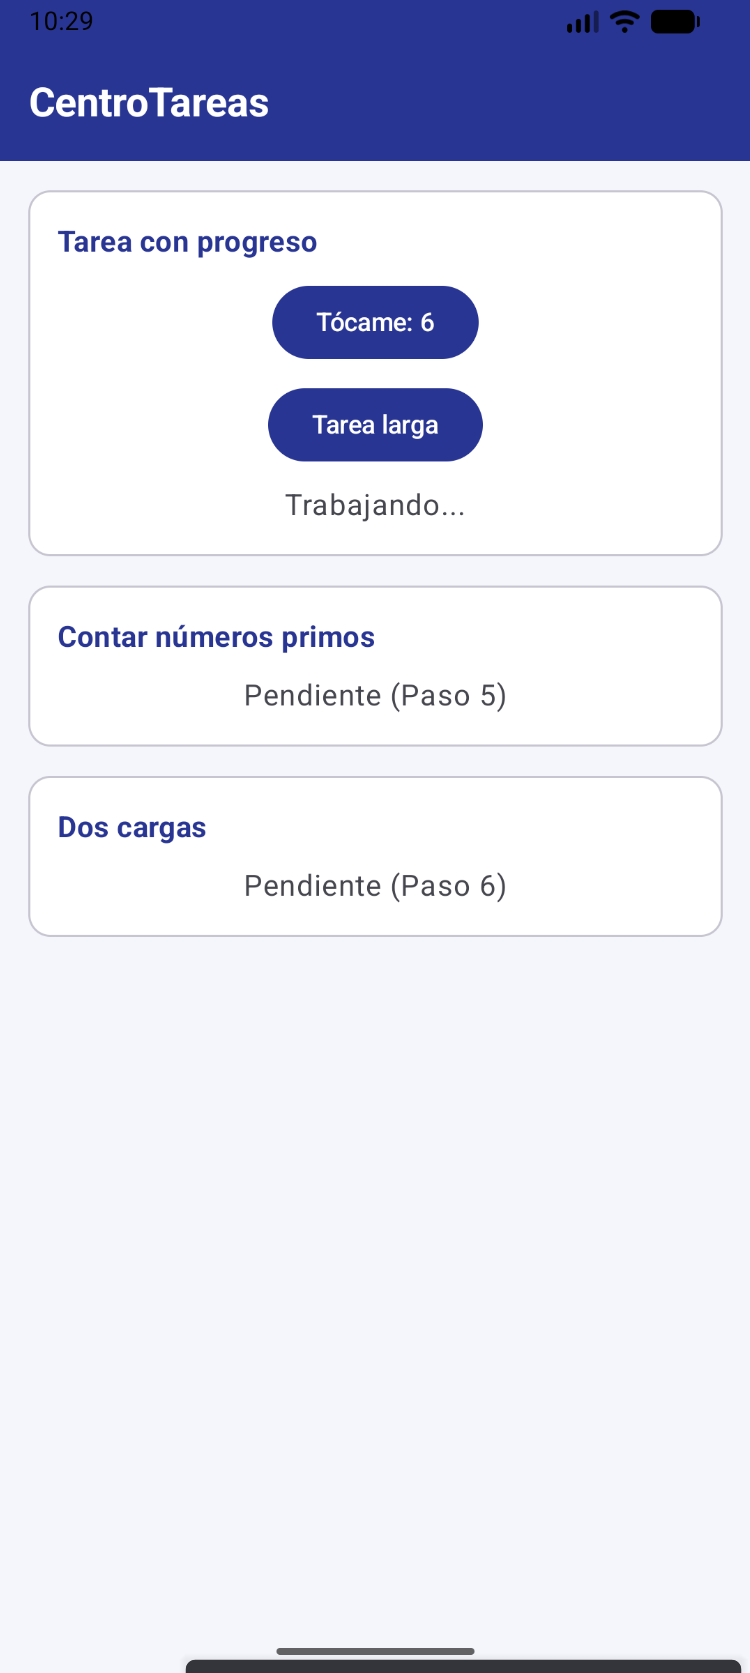 10:29
CentroTareas
Tarea con progreso
Tócame: 6
Tarea larga
Trabajando...
Contar números primos
Pendiente (Paso 5)
Dos cargas
Pendiente (Paso 6)